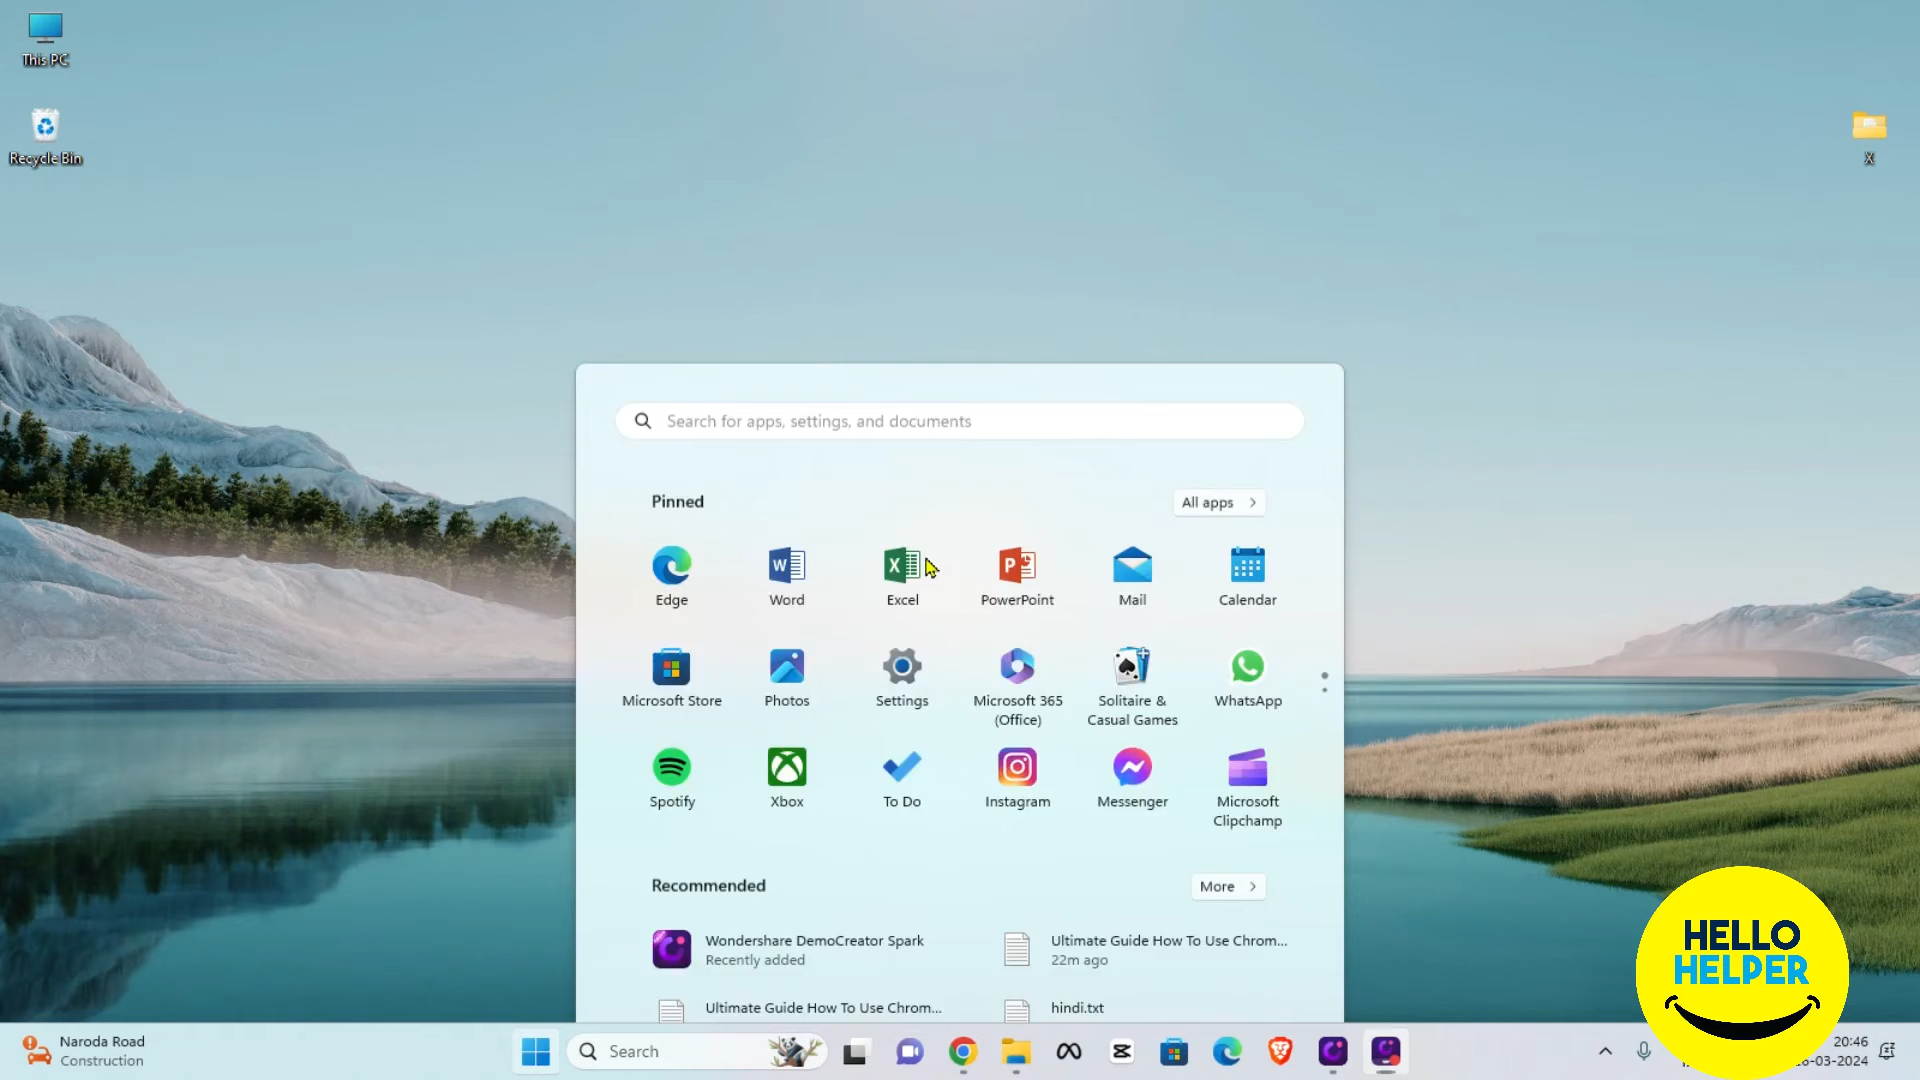 This PC
Recycle Bin
X
Search for apps, settings, and documents
Pinned
All apps
Edge
Word
Excel
PowerPoint
Mail
Calendar
Microsoft Store
Photos
Settings
Microsoft 365
(Office)
Solitaire &
Casual Games
WhatsApp
Spotify
Xbox
To Do
Instagram
Messenger
Microsoft
Clipchamp
Recommended
More
Wondershare DemoCreator Spark
Recently added
Ultimate Guide How To Use Chrom...
22m ago
Ultimate Guide How To Use Chrom...
hindi.txt
HELLO
HELPER
Naroda Road
Construction
Search
20:46
-03-2024